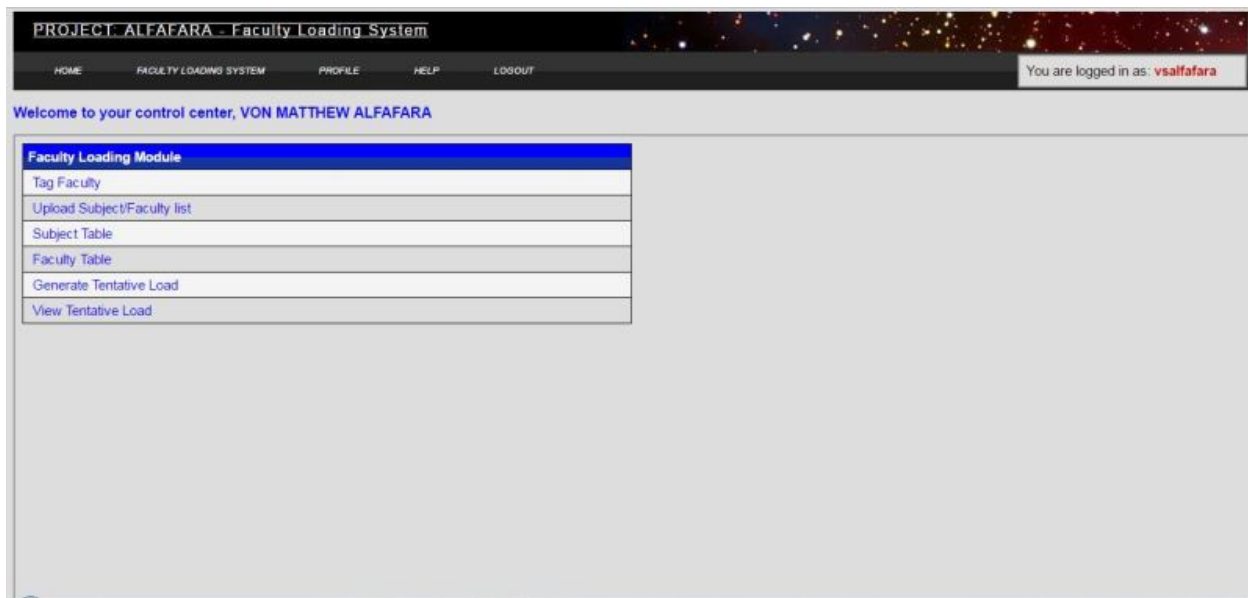 PROJECT: ALFAFARA - Faculty Loading System
HOME FACULTY LOADING SYSTEM PROFILE HELP LOGOUT
You are logged in as: vsalfafara
Welcome to your control center, VON MATTHEW ALFAFARA
Faculty Loading Module
Tag Faculty
Upload Subject/Faculty list
Subject Table
Faculty Table
Generate Tentative Load
View Tentative Load